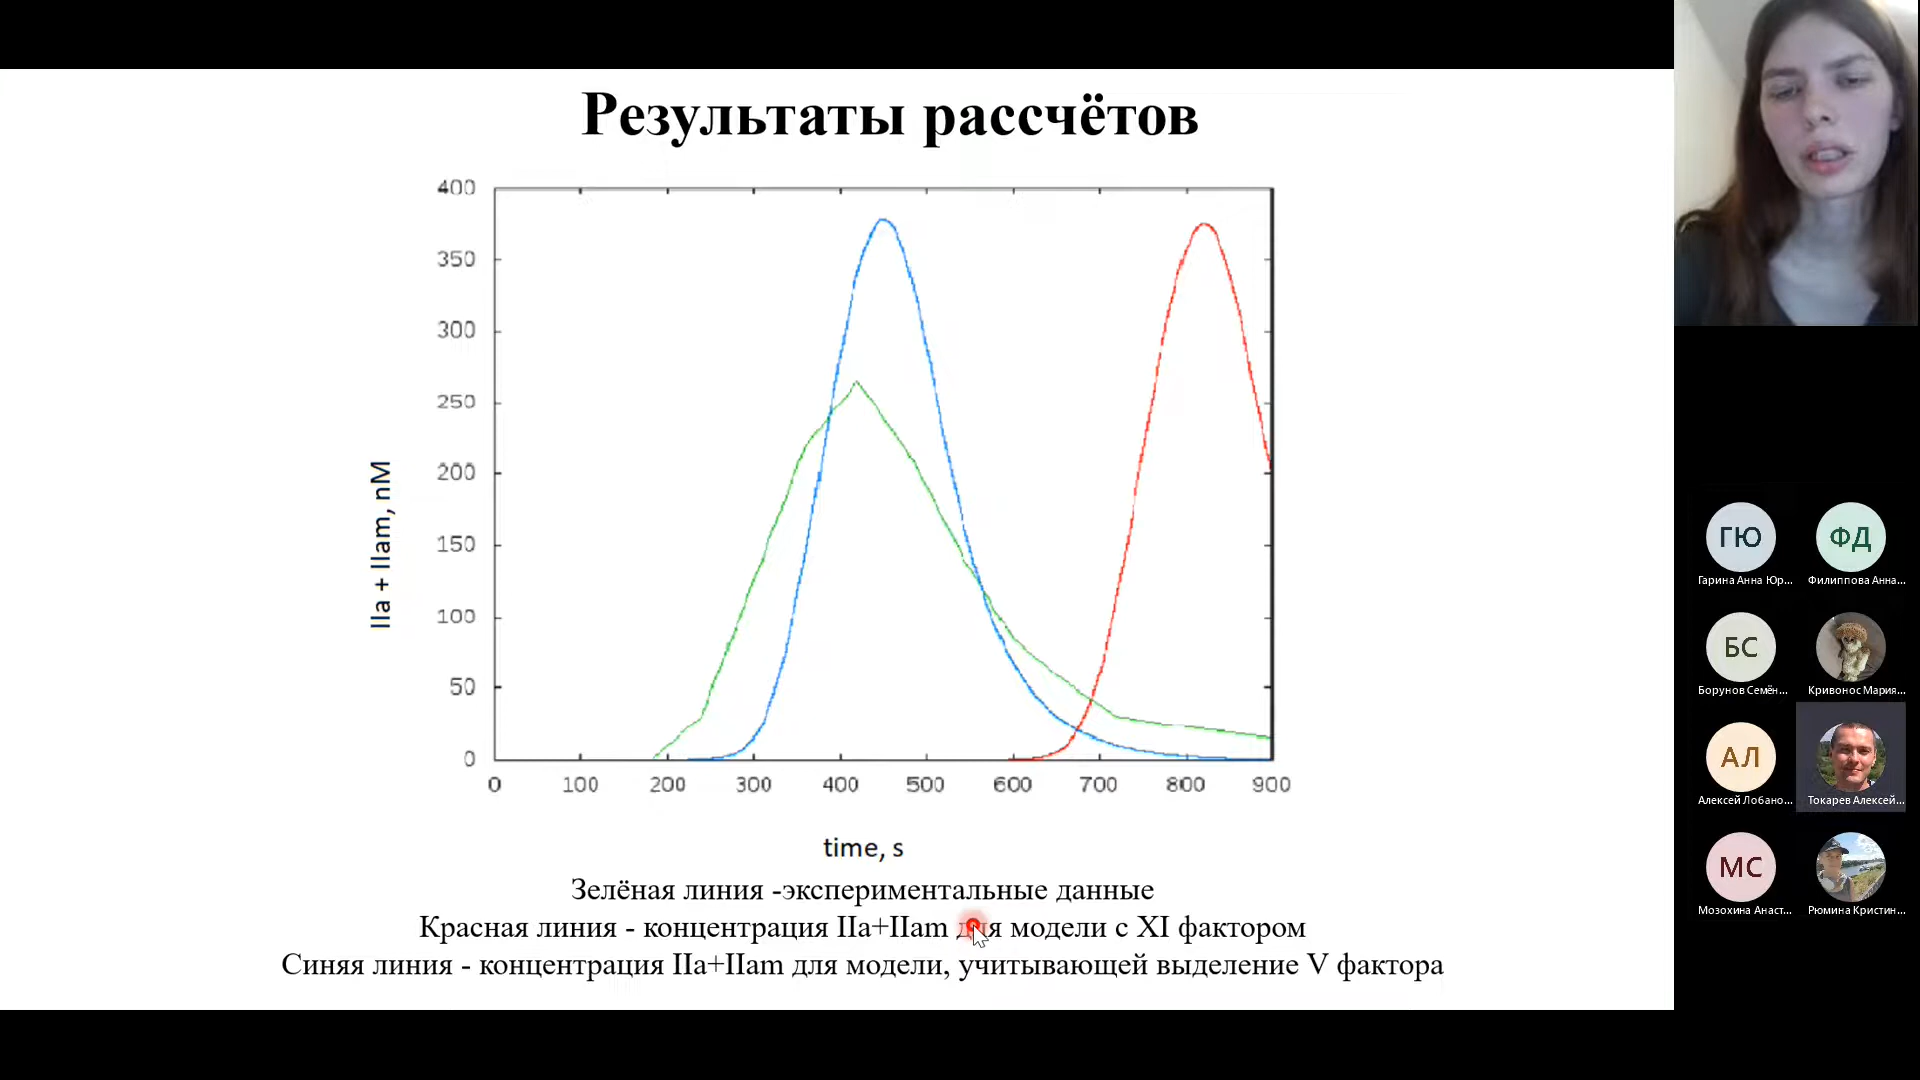 Результаты рассчётов
400
350
300
250
200
150
100
50
0
IIa + IIam, nM
0 100 200 300 400 500 600 700 800 900
time, s
Зелёная линия -экспериментальные данные
Красная линия - концентрация IIa+IIam для модели с XI фактором
Синяя линия - концентрация IIa+IIam для модели, учитывающей выделение V фактора
ГЮ ФД
Гарина Анна Юр... Филиппова Анна...
БС
Борунов Семён... Кривонос Мария...
АЛ
Алексей Лобано... Токарев Алексей...
МС
Мозохина Анаст... Рюмина Кристин...